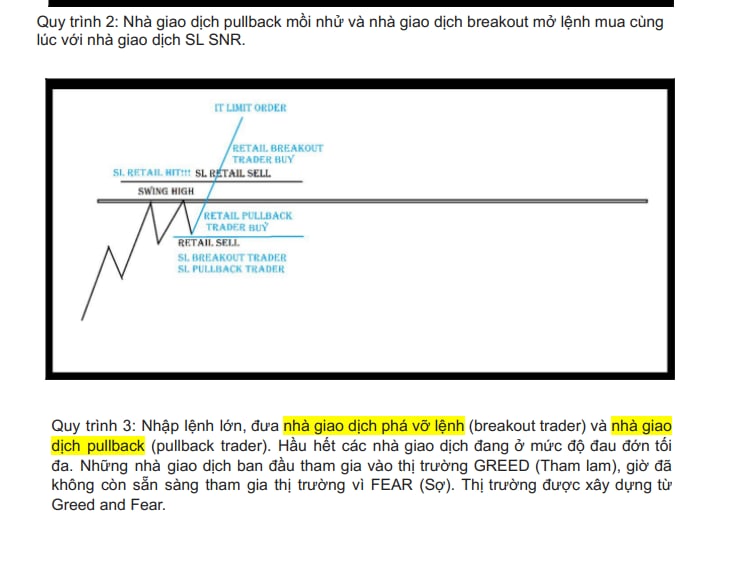 Quy trình 2: Nhà giao dịch pullback mồi nhử và nhà giao dịch breakout mở lệnh mua cùng
lúc với nhà giao dịch SL SNR.
IT LIMIT ORDER
RETAIL BREAKOUT
TRADER BUY
SL RETAIL HIT!!! SL RETAIL SELL
SWING HIGH
RETAIL PULLBACK
TRADER BUY
RETAIL SELL
SL BREAKOUT TRADER
SL PULLBACK TRADER
Quy trình 3: Nhập lệnh lớn, đưa nhà giao dịch phá vỡ lệnh (breakout trader) và nhà giao
dịch pullback (pullback trader). Hầu hết các nhà giao dịch đang ở mức độ đau đớn tối
đa. Những nhà giao dịch ban đầu tham gia vào thị trường GREED (Tham lam), giờ đã
không còn sẵn sàng tham gia thị trường vì FEAR (Sợ). Thị trường được xây dựng từ
Greed and Fear.